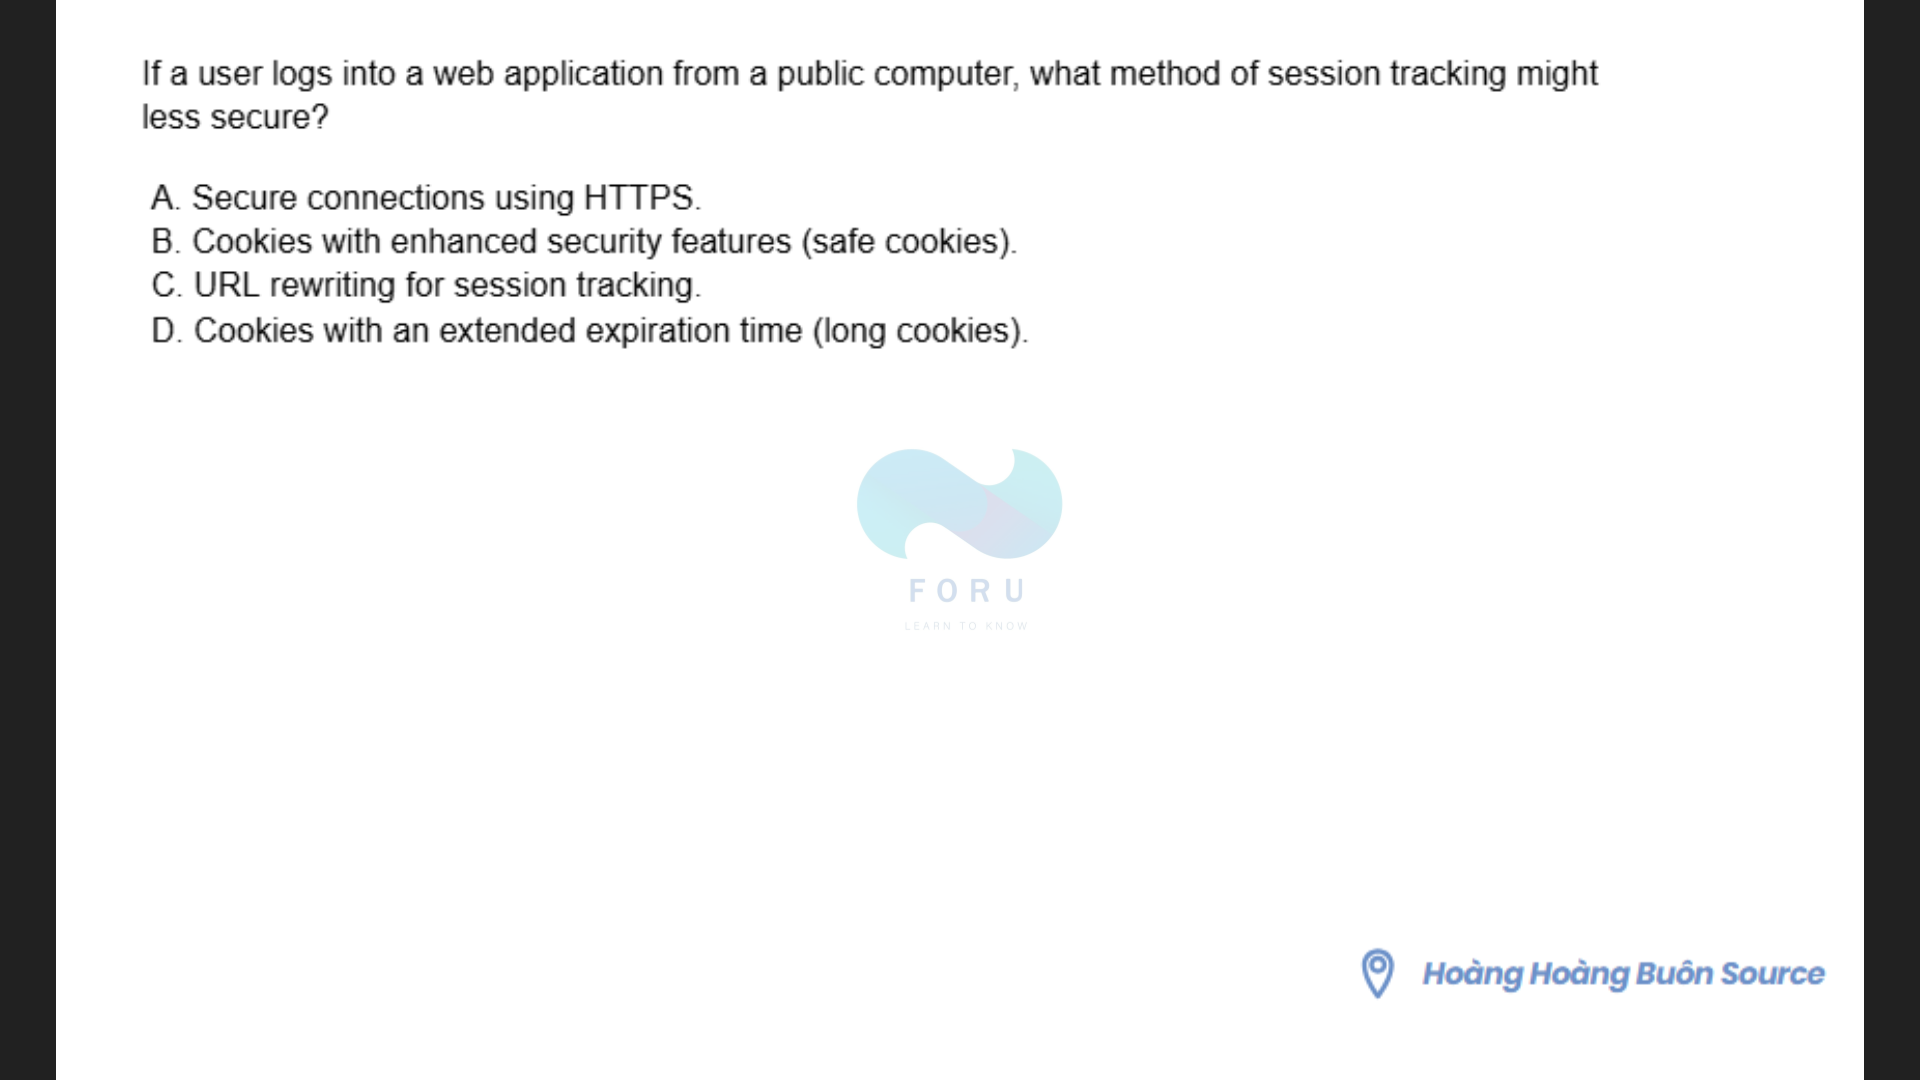 If a user logs into a web application from a public computer, what method of session tracking might
less secure?
A. Secure connections using HTTPS.
B. Cookies with enhanced security features (safe cookies).
C. URL rewriting for session tracking.
D. Cookies with an extended expiration time (long cookies).
FORU
LEARN TO KNOW
Hoàng Hoàng Buôn Source